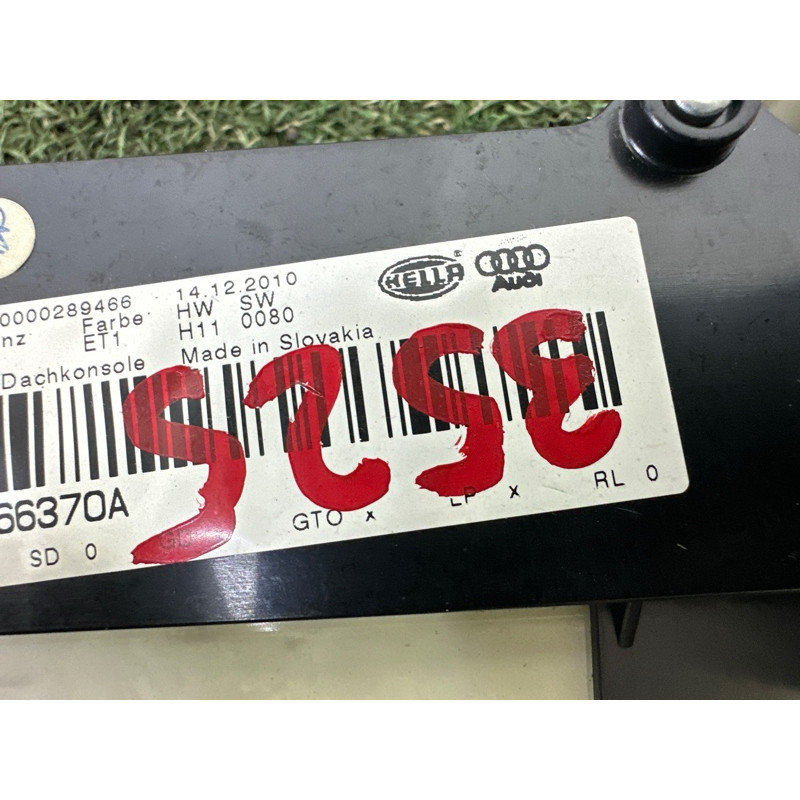 0000289466 14.12.2010
nz Farbe HW SW
ET1 H11 0080
Dachkonsole Made in Slovakia
HELLA ® Audi
5253
66370A
SD 0 GTO x LP x RL 0